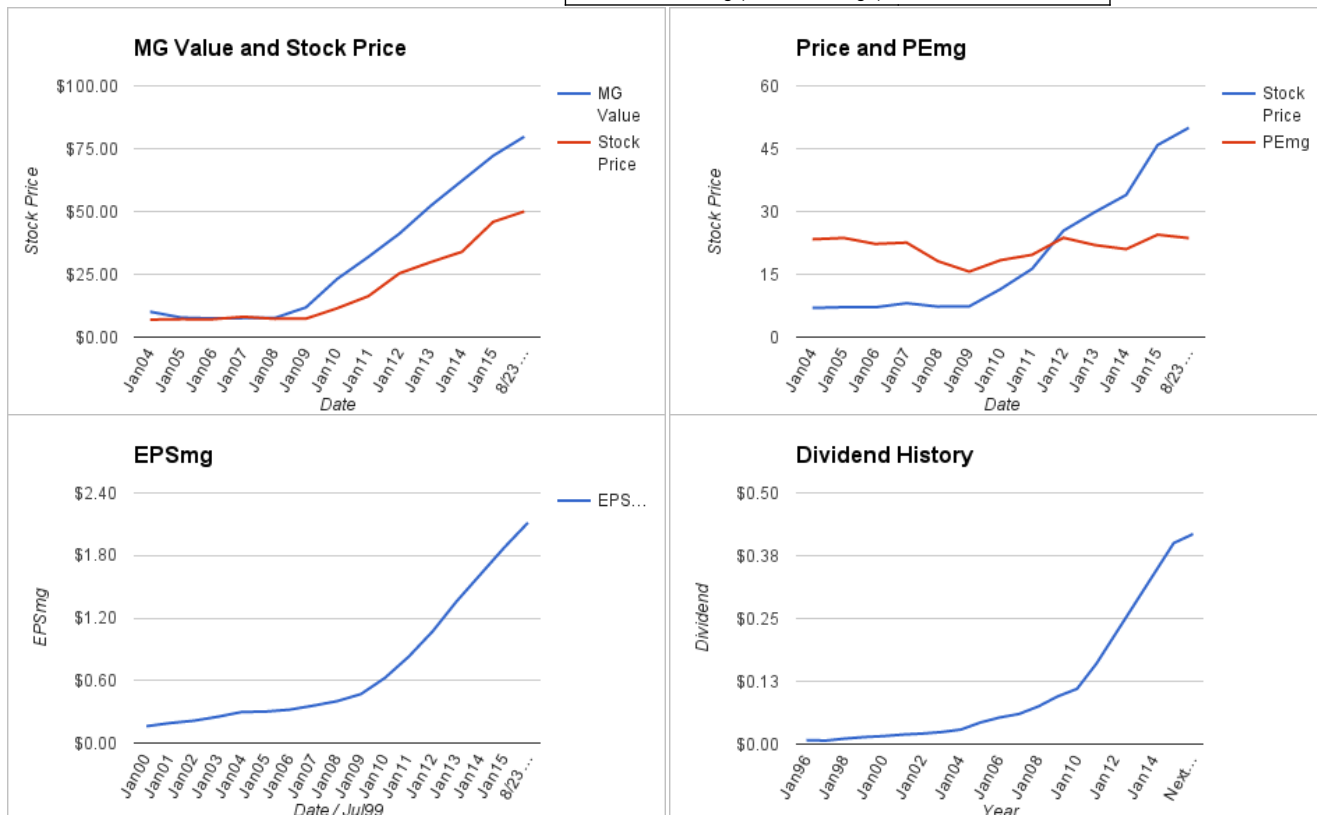 MG Value and Stock Price
$100.00
$75.00
$50.00
$25.00
$0.00
Stock Price
Jan04
Jan05
Jan06
Jan07
Jan08
Jan09
Jan10
Jan11
Jan12
Jan13
Jan14
Jan15
8/23…
Date
MG
Value
Stock
Price
Price and PEmg
60
45
30
15
0
Stock Price
Jan04
Jan05
Jan06
Jan07
Jan08
Jan09
Jan10
Jan11
Jan12
Jan13
Jan14
Jan15
8/23…
Date
Stock
Price
PEmg
EPSmg
$2.40
$1.80
$1.20
$0.60
$0.00
EPSmg
Jan00
Jan01
Jan02
Jan03
Jan04
Jan05
Jan06
Jan07
Jan08
Jan09
Jan10
Jan11
Jan12
Jan13
Jan14
Jan15
8/23…
Date / Jul99
EPS…
Dividend History
$0.50
$0.38
$0.25
$0.13
$0.00
Dividend
Jan96
Jan98
Jan00
Jan02
Jan04
Jan06
Jan08
Jan10
Jan12
Jan14
Next…
Year